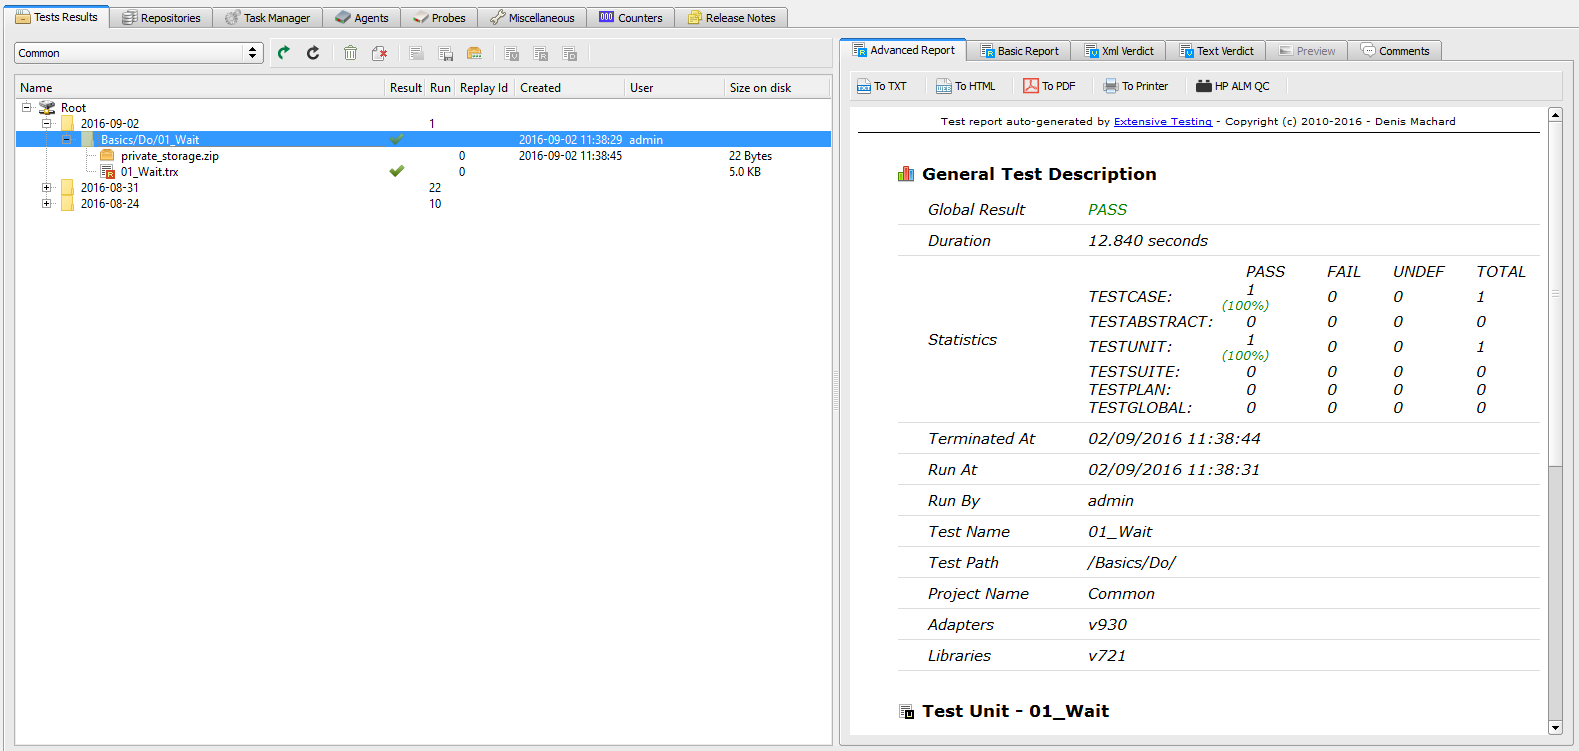 Tests Results Repositories Task Manager Agents Probes Miscellaneous Counters Release Notes
Common
Name Result Run Replay Id Created User Size on disk
Root
2016-09-02 1
Basics/Do/01_Wait 2016-09-02 11:38:29 admin
private_storage.zip 0 2016-09-02 11:38:45 22 Bytes
01_Wait.trx 0 5.0 KB
2016-08-31 22
2016-08-24 10
Advanced Report Basic Report Xml Verdict Text Verdict Preview Comments
To TXT To HTML To PDF To Printer HP ALM QC
Test report auto-generated by Extensive Testing - Copyright (c) 2010-2016 - Denis Machard
General Test Description
Global Result PASS
Duration 12.840 seconds
Statistics
PASS FAIL UNDEF TOTAL
TESTCASE: 1 (100%) 0 0 1
TESTABSTRACT: 0 0 0 0
TESTUNIT: 1 (100%) 0 0 1
TESTSUITE: 0 0 0 0
TESTPLAN: 0 0 0 0
TESTGLOBAL: 0 0 0 0
Terminated At 02/09/2016 11:38:44
Run At 02/09/2016 11:38:31
Run By admin
Test Name 01_Wait
Test Path /Basics/Do/
Project Name Common
Adapters v930
Libraries v721
Test Unit - 01_Wait